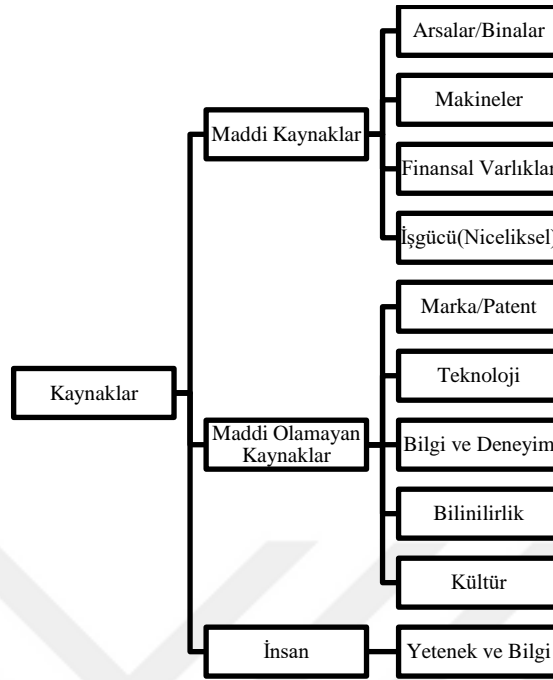 Arsalar/Binalar
Makineler
Maddi Kaynaklar
Finansal Varlıklar
İşgücü(Niceliksel)
Marka/Patent
Teknoloji
Kaynaklar
Maddi Olamayan
Kaynaklar
Bilgi ve Deneyim
Bilinilirlik
Kültür
İnsan
Yetenek ve Bilgi